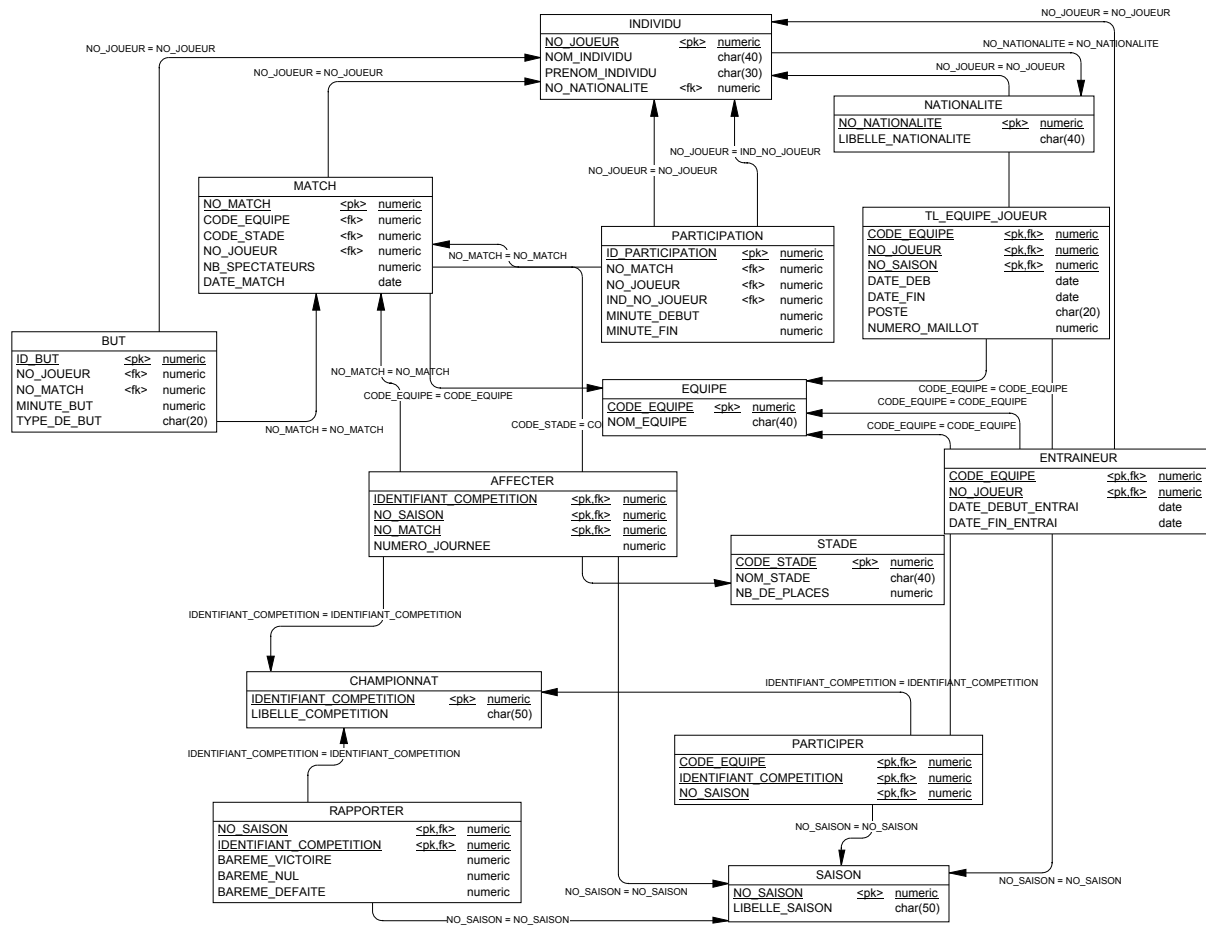 INDIVIDU
NO_JOUEUR <pk> numeric
NOM_INDIVIDU char(40)
PRENOM_INDIVIDU char(30)
NO_NATIONALITE <fk> numeric
NO_JOUEUR = NO_JOUEUR
NO_NATIONALITE = NO_NATIONALITE
NO_JOUEUR = NO_JOUEUR
NO_JOUEUR = NO_JOUEUR
NO_JOUEUR = NO_JOUEUR
NATIONALITE
NO_NATIONALITE <pk> numeric
LIBELLE_NATIONALITE char(40)
NO_JOUEUR = IND_NO_JOUEUR
NO_JOUEUR = NO_JOUEUR
MATCH
NO_MATCH <pk> numeric
CODE_EQUIPE <fk> numeric
CODE_STADE <fk> numeric
NO_JOUEUR <fk> numeric
NB_SPECTATEURS numeric
DATE_MATCH date
NO_MATCH = NO_MATCH
PARTICIPATION
ID_PARTICIPATION <pk> numeric
NO_MATCH <fk> numeric
NO_JOUEUR <fk> numeric
IND_NO_JOUEUR <fk> numeric
MINUTE_DEBUT numeric
MINUTE_FIN numeric
TL_EQUIPE_JOUEUR
CODE_EQUIPE <pk,fk> numeric
NO_JOUEUR <pk,fk> numeric
NO_SAISON <pk,fk> numeric
DATE_DEB date
DATE_FIN date
POSTE char(20)
NUMERO_MAILLOT numeric
BUT
ID_BUT <pk> numeric
NO_JOUEUR <fk> numeric
NO_MATCH <fk> numeric
MINUTE_BUT numeric
TYPE_DE_BUT char(20)
NO_MATCH = NO_MATCH
NO_MATCH = NO_MATCH
CODE_EQUIPE = CODE_EQUIPE
EQUIPE
CODE_EQUIPE <pk> numeric
NOM_EQUIPE char(40)
CODE_EQUIPE = CODE_EQUIPE
CODE_EQUIPE = CODE_EQUIPE
CODE_EQUIPE = CODE_EQUIPE
CODE_STADE = CO
ENTRAINEUR
CODE_EQUIPE <pk,fk> numeric
NO_JOUEUR <pk,fk> numeric
DATE_DEBUT_ENTRAI date
DATE_FIN_ENTRAI date
AFFECTER
IDENTIFIANT_COMPETITION <pk,fk> numeric
NO_SAISON <pk,fk> numeric
NO_MATCH <pk,fk> numeric
NUMERO_JOURNEE numeric
STADE
CODE_STADE <pk> numeric
NOM_STADE char(40)
NB_DE_PLACES numeric
IDENTIFIANT_COMPETITION = IDENTIFIANT_COMPETITION
CHAMPIONNAT
IDENTIFIANT_COMPETITION <pk> numeric
LIBELLE_COMPETITION char(50)
IDENTIFIANT_COMPETITION = IDENTIFIANT_COMPETITION
IDENTIFIANT_COMPETITION = IDENTIFIANT_COMPETITION
PARTICIPER
CODE_EQUIPE <pk,fk> numeric
IDENTIFIANT_COMPETITION <pk,fk> numeric
NO_SAISON <pk,fk> numeric
RAPPORTER
NO_SAISON <pk,fk> numeric
IDENTIFIANT_COMPETITION <pk,fk> numeric
BAREME_VICTOIRE numeric
BAREME_NUL numeric
BAREME_DEFAITE numeric
NO_SAISON = NO_SAISON
SAISON
NO_SAISON <pk> numeric
LIBELLE_SAISON char(50)
NO_SAISON = NO_SAISON
NO_SAISON = NO_SAISON
NO_SAISON = NO_SAISON